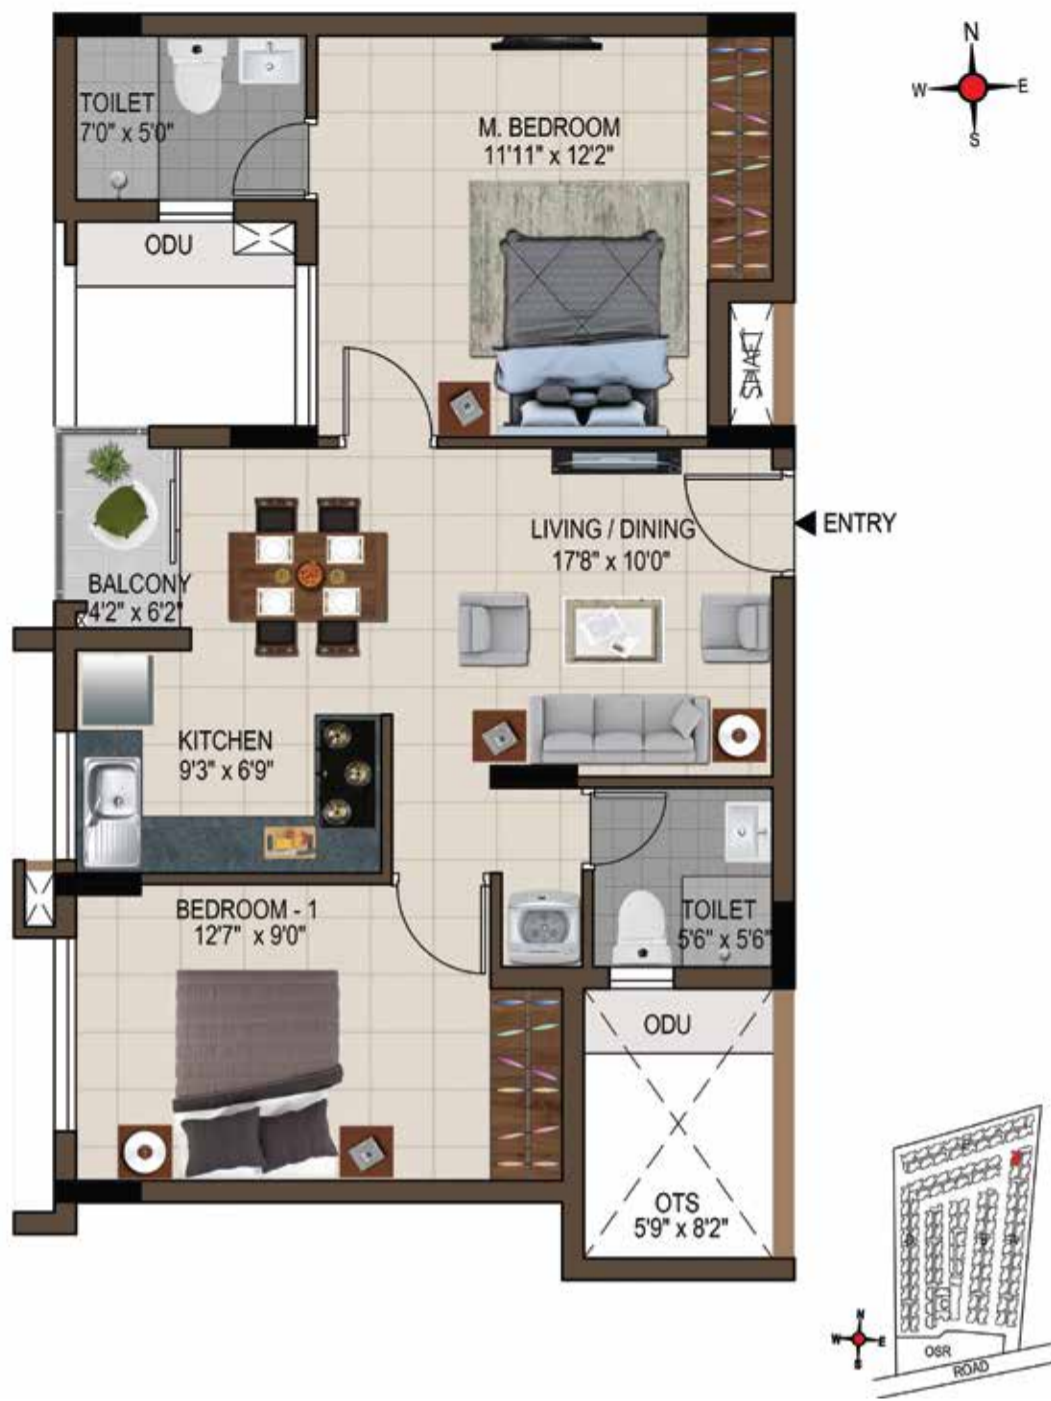 N
W E
S
TOILET
7'0" x 5'0"
M. BEDROOM
11'11" x 12'2"
ODU
SHAFT
ENTRY
LIVING / DINING
17'8" x 10'0"
BALCONY
4'2" x 6'2"
KITCHEN
9'3" x 6'9"
BEDROOM - 1
12'7" x 9'0"
TOILET
5'6" x 5'6"
ODU
OTS
5'9" x 8'2"
N
W E
S
OSR
ROAD